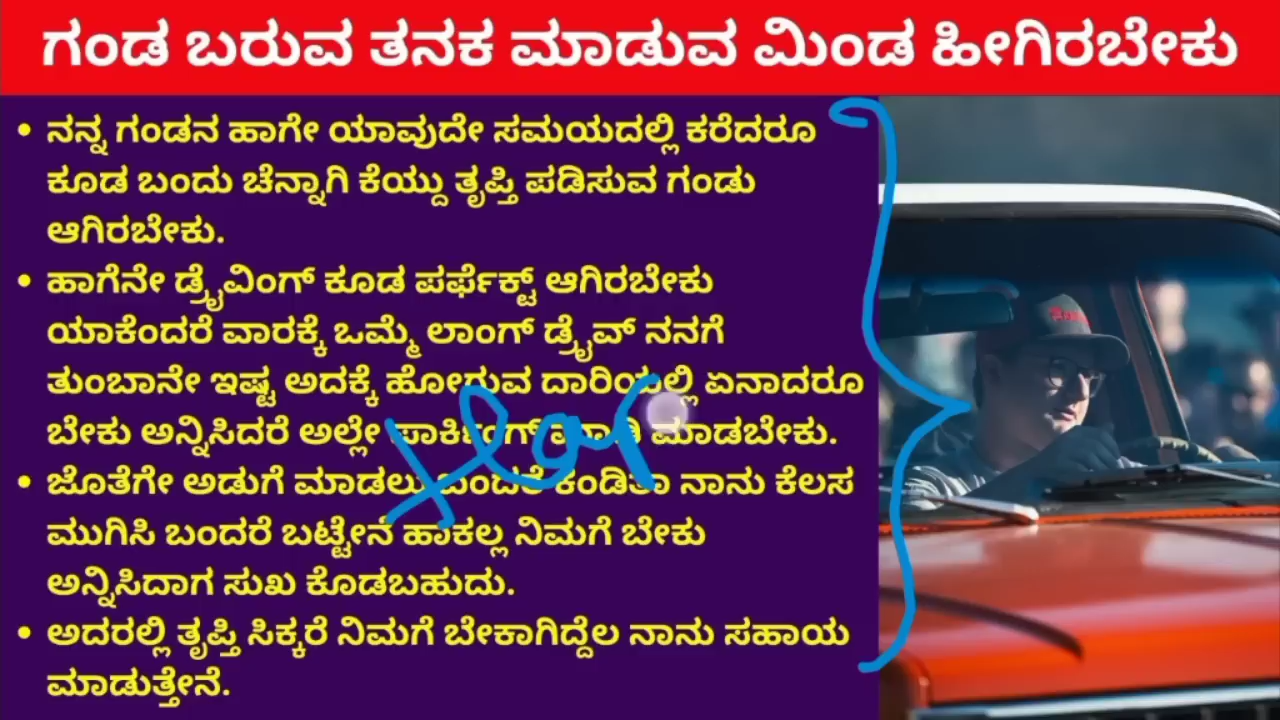 ಗಂಡ ಬರುವ ತನಕ ಮಾಡುವ ಮಿಂಡ ಹೀಗಿರಬೇಕು
• ನನ್ನ ಗಂಡನ ಹಾಗೇ ಯಾವುದೇ ಸಮಯದಲ್ಲಿ ಕರೆದರೂ
ಕೂಡ ಬಂದು ಚೆನ್ನಾಗಿ ಕೆಯ್ದು ತೃಪ್ತಿ ಪಡಿಸುವ ಗಂಡು
ಆಗಿರಬೇಕು.
• ಹಾಗೆನೇ ಡ್ರೈವಿಂಗ್ ಕೂಡ ಪರ್ಫೆಕ್ಟ್ ಆಗಿರಬೇಕು
ಯಾಕೆಂದರೆ ವಾರಕ್ಕೆ ಒಮ್ಮೆ ಲಾಂಗ್ ಡ್ರೈವ್ ನನಗೆ
ತುಂಬಾನೇ ಇಷ್ಟ ಅದಕ್ಕೆ ಹೋಗುವ ದಾರಿಯಲ್ಲಿ ಏನಾದರೂ
ಬೇಕು ಅನ್ನಿಸಿದರೆ ಅಲ್ಲೇ ಪಾರ್ಕಿಂಗ್ ಮಾಡಬೇಕು.
• ಜೊತೆಗೇ ಅಡುಗೆ ಮಾಡಲು ಬಂದರೆ ಕಂಡಿತಾ ನಾನು ಕೆಲಸ
ಮುಗಿಸಿ ಬಂದರೆ ಬಟ್ಟೇನೆ ಹಾಕಲ್ಲ ನಿಮಗೆ ಬೇಕು
ಅನ್ನಿಸಿದಾಗ ಸುಖ ಕೊಡಬಹುದು.
• ಅದರಲ್ಲಿ ತೃಪ್ತಿ ಸಿಕ್ಕರೆ ನಿಮಗೆ ಬೇಕಾಗಿದ್ದೆಲ ನಾನು ಸಹಾಯ
ಮಾಡುತ್ತೇನೆ.